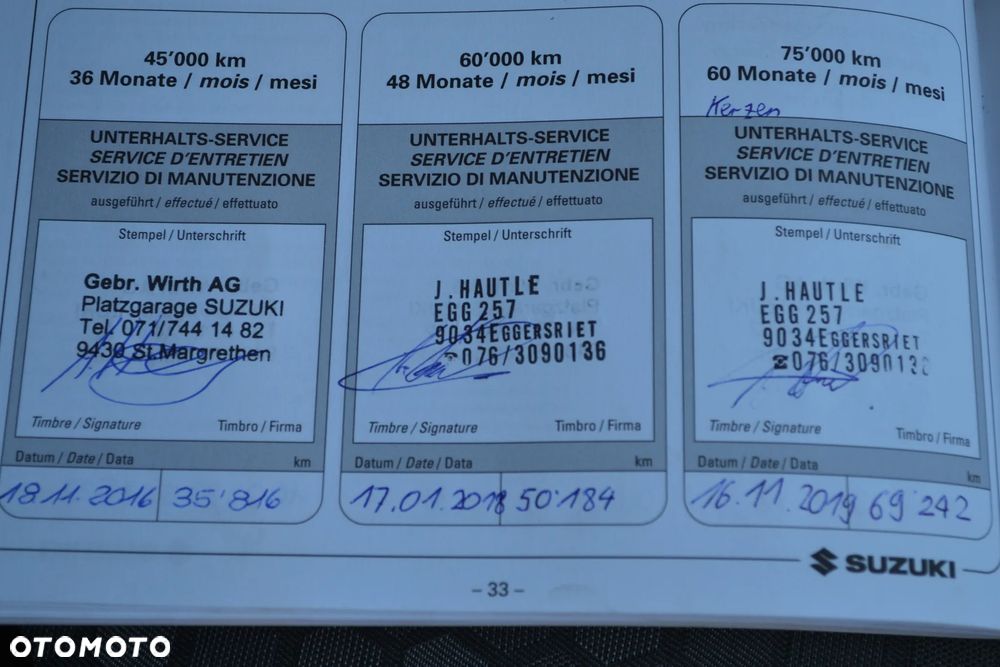 45'000 km
36 Monate / mois / mesi
UNTERHALTS-SERVICE
SERVICE D'ENTRETIEN
SERVIZIO DI MANUTENZIONE
ausgeführt / effectué / effettuato
Stempel / Unterschrift
Gebr. Wirth AG
Platzgarage SUZUKI
Tel. 071/744 14 82
9430 St. Margrethen
Timbre / Signature
Timbro / Firma
Datum / Date / Data
km
18.11.2016
35'816
60'000 km
48 Monate / mois / mesi
UNTERHALTS-SERVICE
SERVICE D'ENTRETIEN
SERVIZIO DI MANUTENZIONE
ausgeführt / effectué / effettuato
Stempel / Unterschrift
J. HAUTLE
EGG 257
9034 EGGERSRIET
☎076/3090136
Timbre / Signature
Timbro / Firma
Datum / Date / Data
km
17.01.2018
50'184
75'000 km
60 Monate / mois / mesi
Kerzen
UNTERHALTS-SERVICE
SERVICE D'ENTRETIEN
SERVIZIO DI MANUTENZIONE
ausgeführt / effectué / effettuato
Stempel / Unterschrift
J. HAUTLE
EGG 257
9034 EGGERSRIET
Timbre / Signature
Timbro / Firma
Datum / Date / Data
km
16.11.2019
69'242
SUZUKI
– 33 –
OTOMOTO